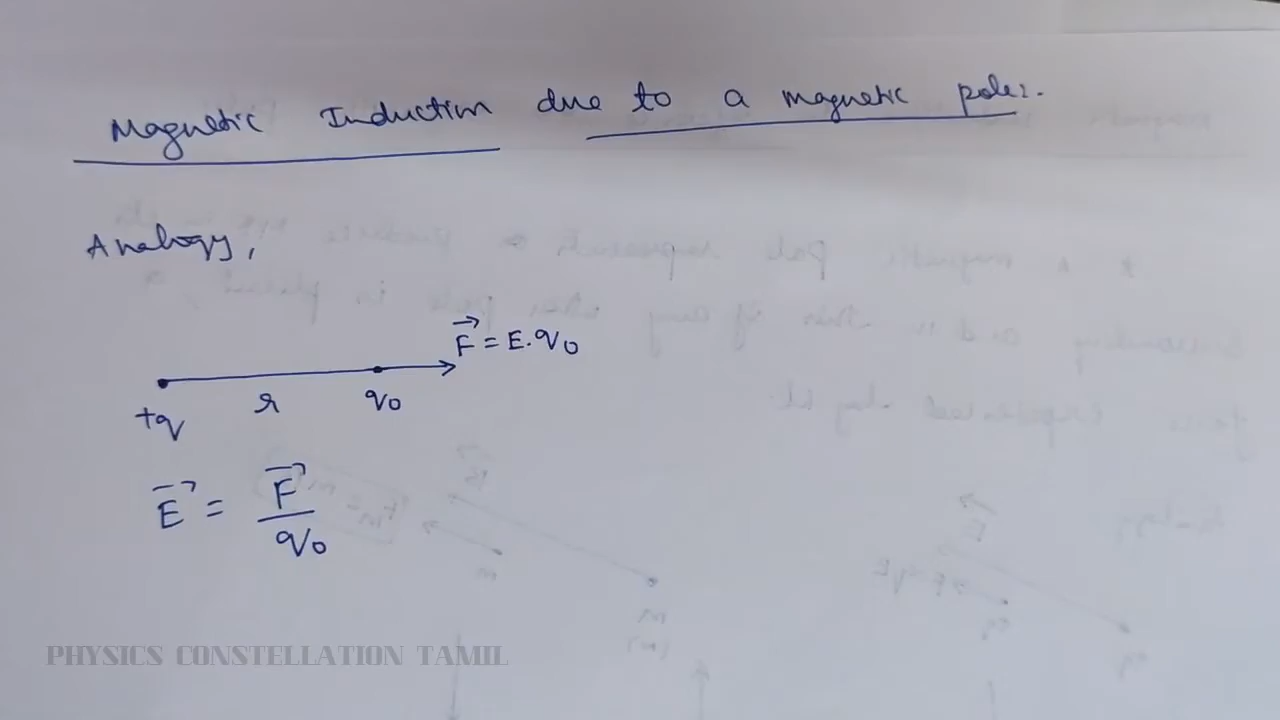 Magnetic Induction due to a magnetic pole:.
Analogy,
F = E.q0
+q r q0
E = F
q0
PHYSICS CONSTELLATION TAMIL